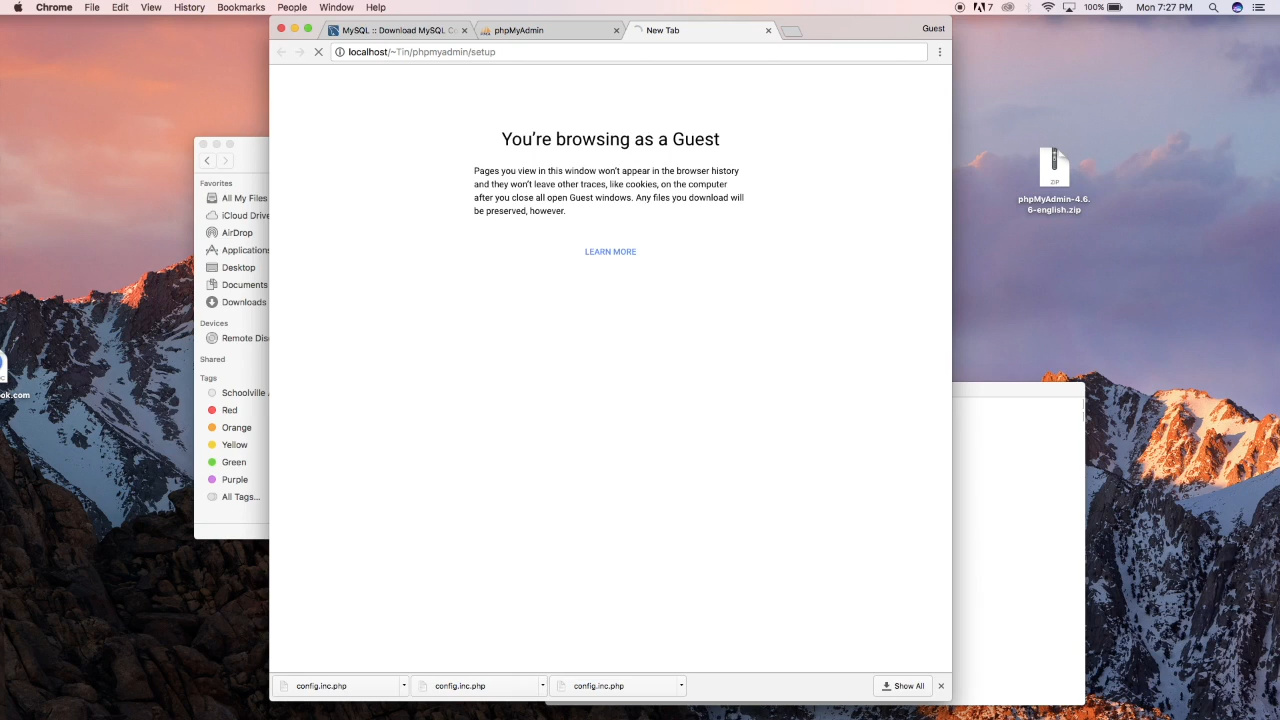 Chrome File Edit View History Bookmarks People Window Help
7 100% Mon 7:27 PM
MySQL :: Download MySQL Co
phpMyAdmin
New Tab
Guest
localhost/~Tin/phpmyadmin/setup
You're browsing as a Guest
Pages you view in this window won't appear in the browser history
and they won't leave other traces, like cookies, on the computer
after you close all open Guest windows. Any files you download will
be preserved, however.
LEARN MORE
Favorites
All My Files
iCloud Drive
AirDrop
Applications
Desktop
Documents
Downloads
Devices
Remote Disc
Shared
Tags
Schoolville
Red
Orange
Yellow
Green
Purple
All Tags...
ok.com
ZIP
phpMyAdmin-4.6.
6-english.zip
config.inc.php
config.inc.php
config.inc.php
Show All